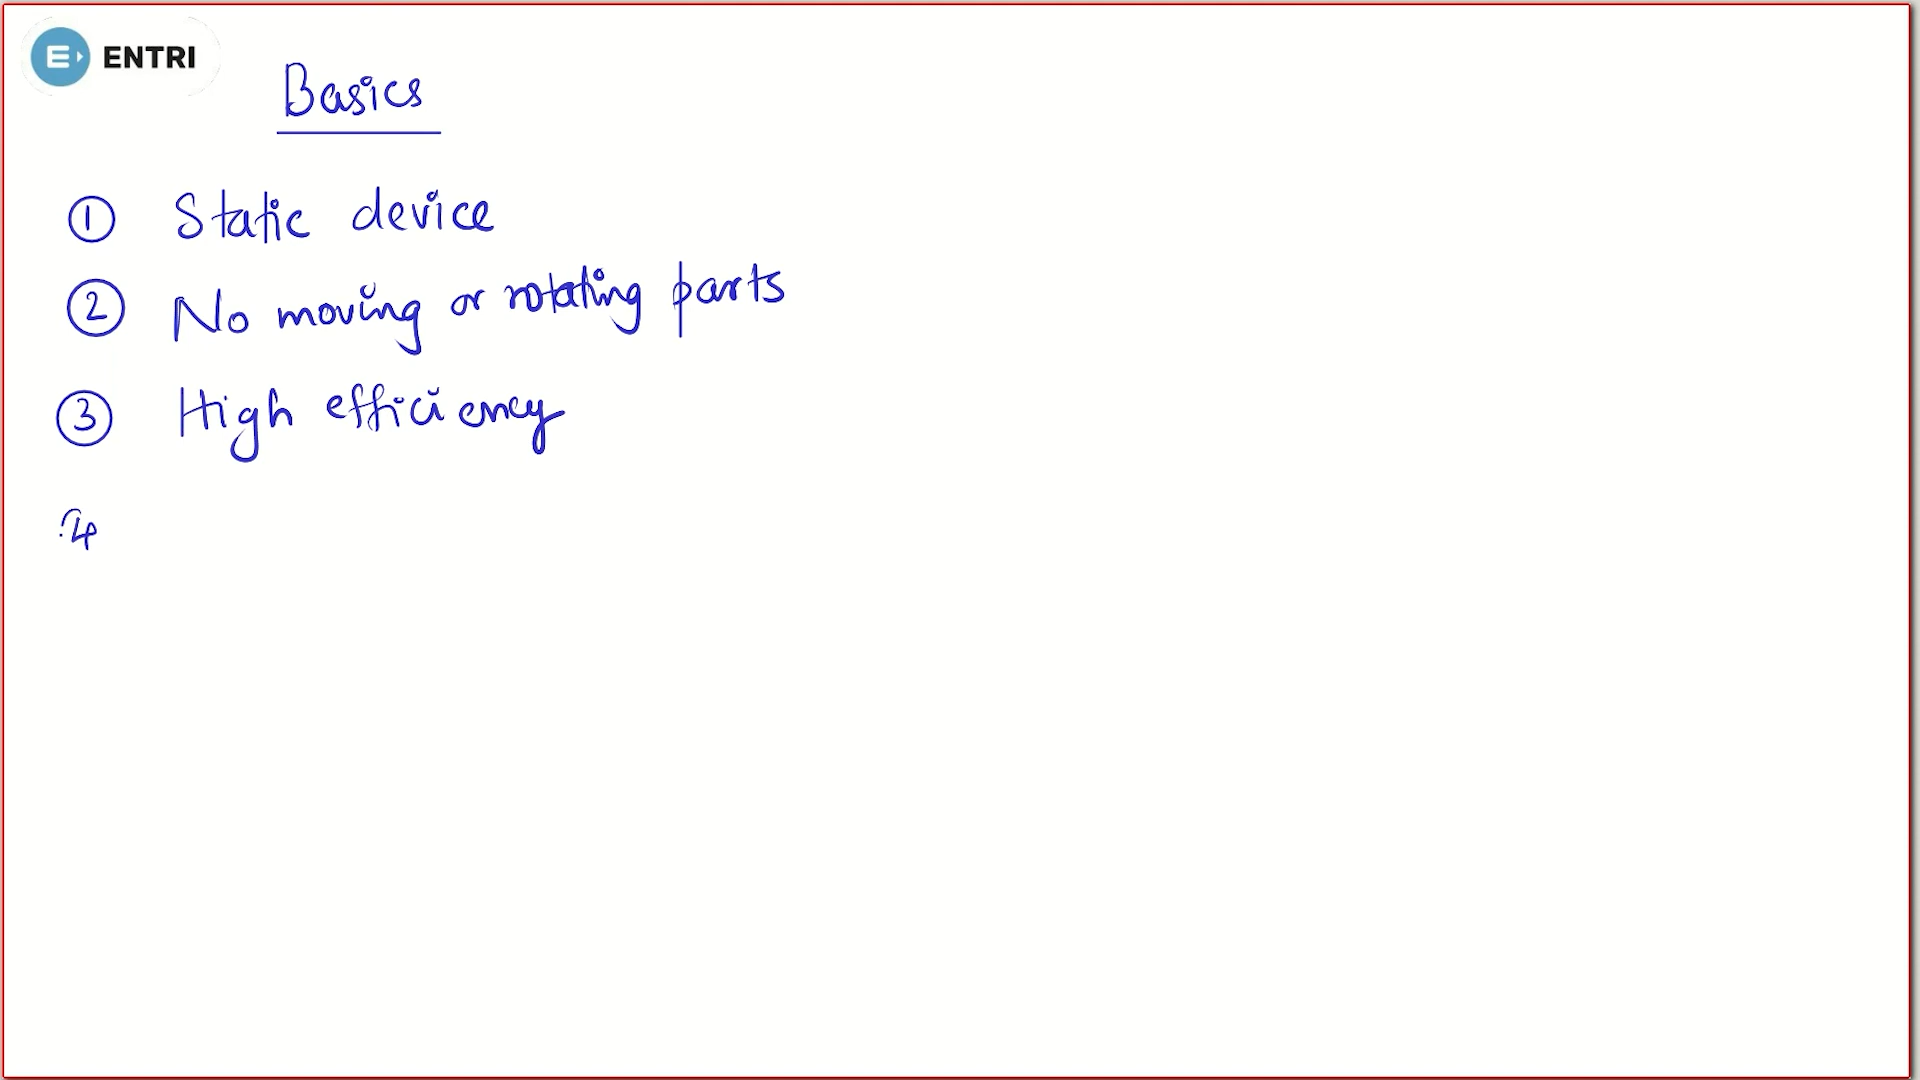 ENTRI
Basics
① Static device
② No moving or rotating parts
③ High efficiency
4